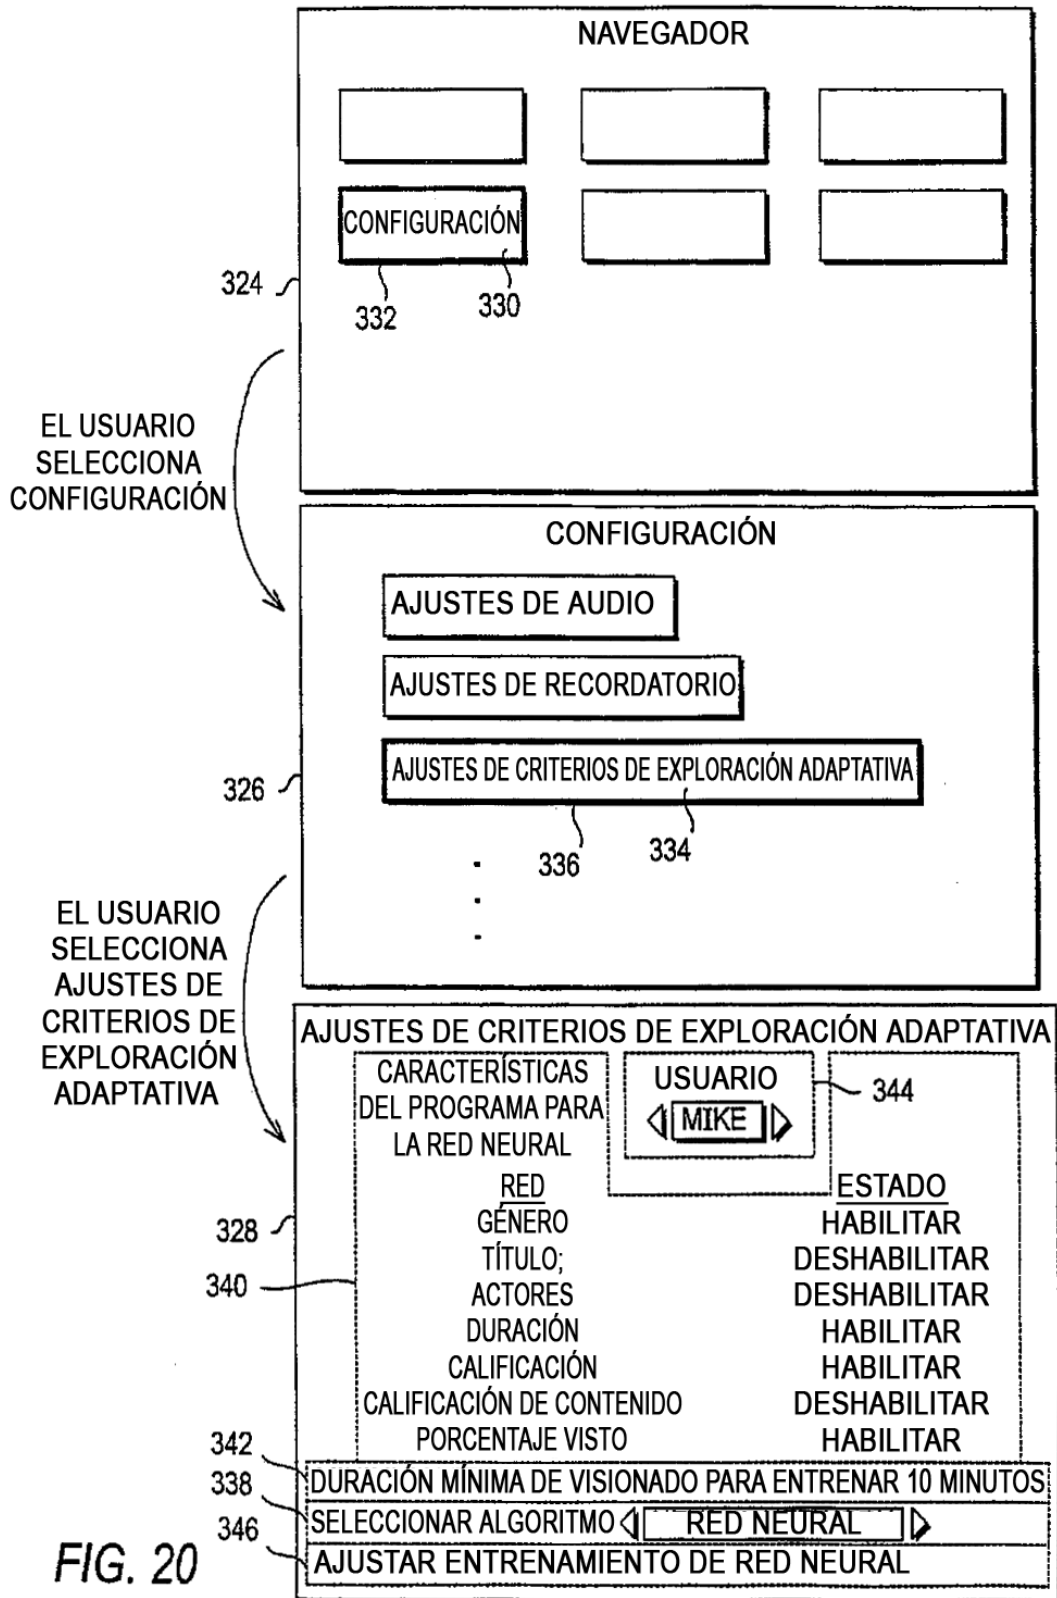 NAVEGADOR
CONFIGURACIÓN
324
332
330
EL USUARIO
SELECCIONA
CONFIGURACIÓN
CONFIGURACIÓN
AJUSTES DE AUDIO
AJUSTES DE RECORDATORIO
AJUSTES DE CRITERIOS DE EXPLORACIÓN ADAPTATIVA
326
336
334
EL USUARIO
SELECCIONA
AJUSTES DE
CRITERIOS DE
EXPLORACIÓN
ADAPTATIVA
AJUSTES DE CRITERIOS DE EXPLORACIÓN ADAPTATIVA
CARACTERÍSTICAS
DEL PROGRAMA PARA
LA RED NEURAL
USUARIO
MIKE
344
RED ESTADO
328
GÉNERO HABILITAR
TÍTULO; DESHABILITAR
340
ACTORES DESHABILITAR
DURACIÓN HABILITAR
CALIFICACIÓN HABILITAR
CALIFICACIÓN DE CONTENIDO DESHABILITAR
PORCENTAJE VISTO HABILITAR
342
DURACIÓN MÍNIMA DE VISIONADO PARA ENTRENAR 10 MINUTOS
338
SELECCIONAR ALGORITMO RED NEURAL
346
AJUSTAR ENTRENAMIENTO DE RED NEURAL
FIG. 20